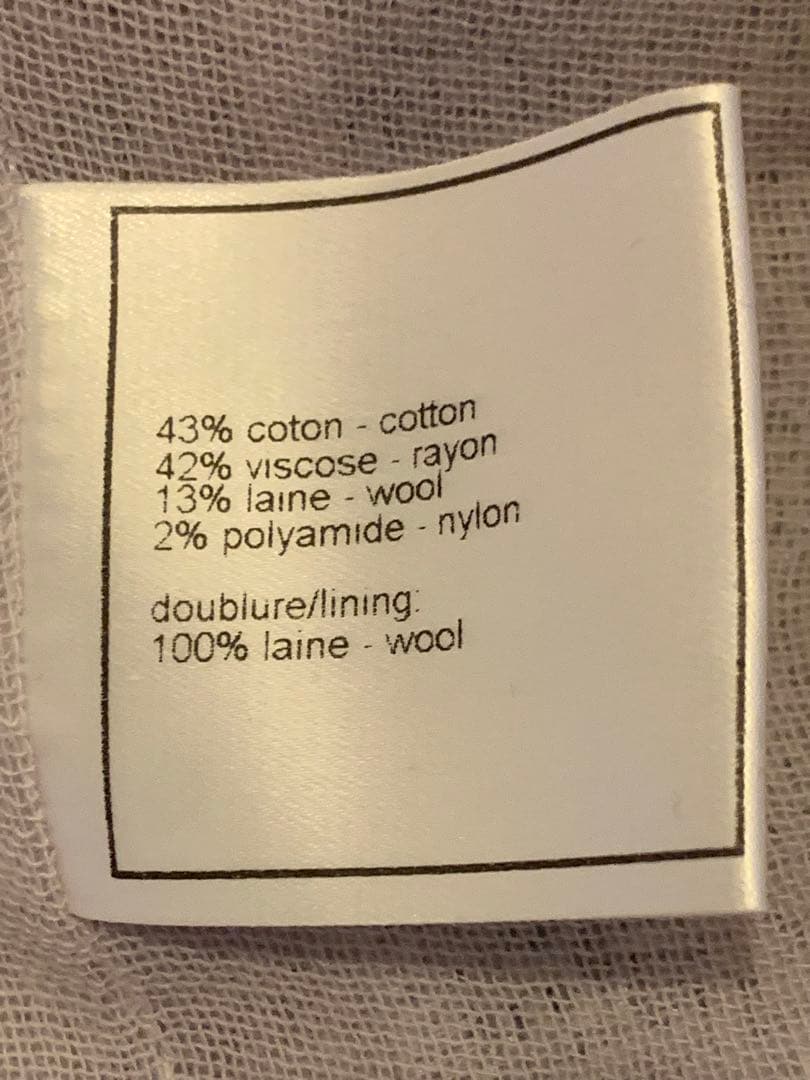 43% coton - cotton
42% viscose - rayon
13% laine - wool
2% polyamide - nylon
doublure/lining:
100% laine - wool